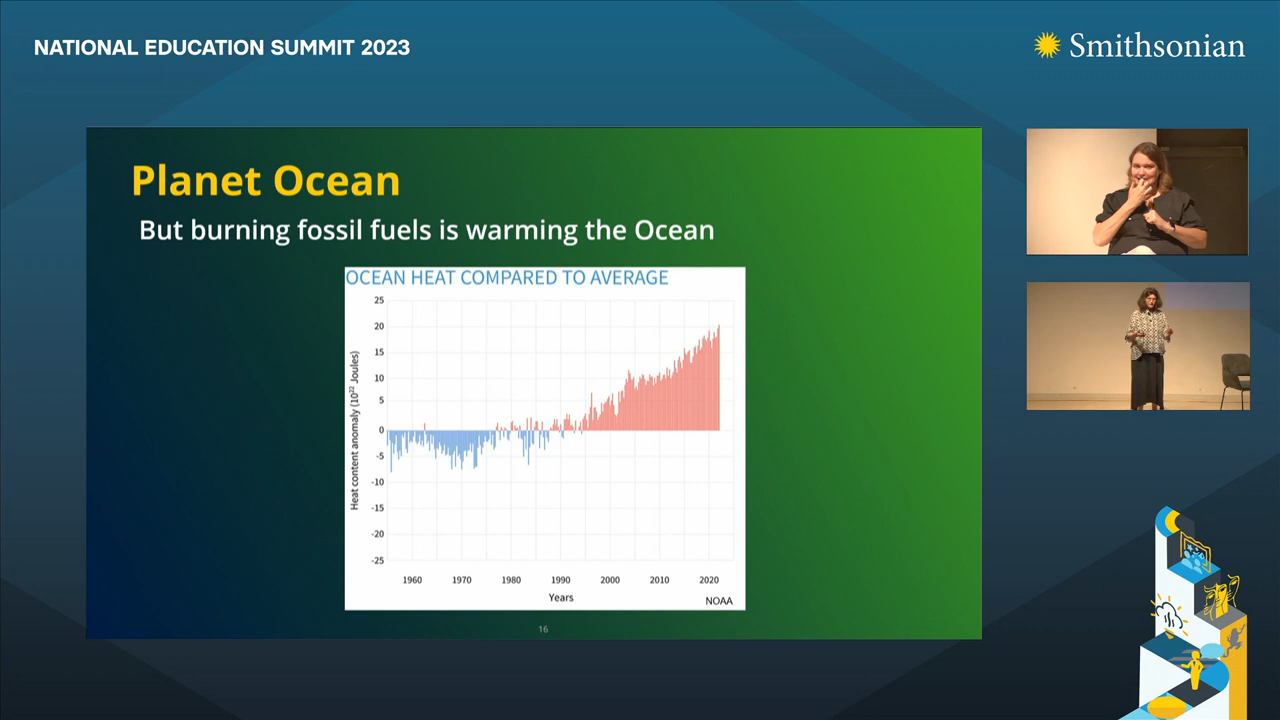 NATIONAL EDUCATION SUMMIT 2023
Smithsonian
Planet Ocean
But burning fossil fuels is warming the Ocean
OCEAN HEAT COMPARED TO AVERAGE
Heat content anomaly (10²² Joules)
25
20
15
10
5
0
-5
-10
-15
-20
-25
1960 1970 1980 1990 2000 2010 2020
Years
NOAA
16